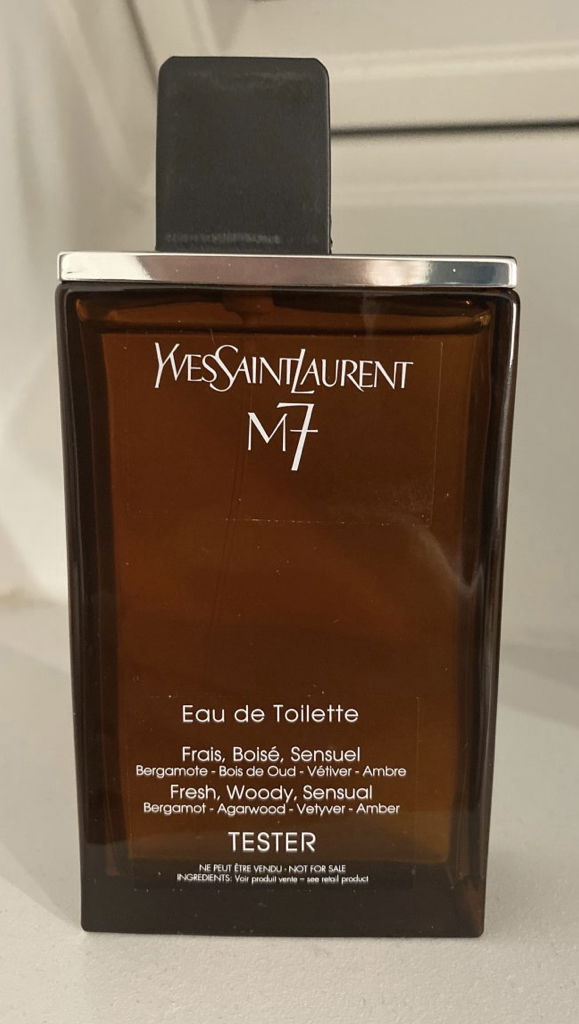 YVESSAINTLAURENT
M7
Eau de Toilette
Frais, Boisé, Sensuel
Bergamote - Bois de Oud - Vétiver - Ambre
Fresh, Woody, Sensual
Bergamot - Agarwood - Vetyver - Amber
TESTER
NE PEUT ÊTRE VENDU - NOT FOR SALE
INGREDIENTS: Voir produit vente – see retail product